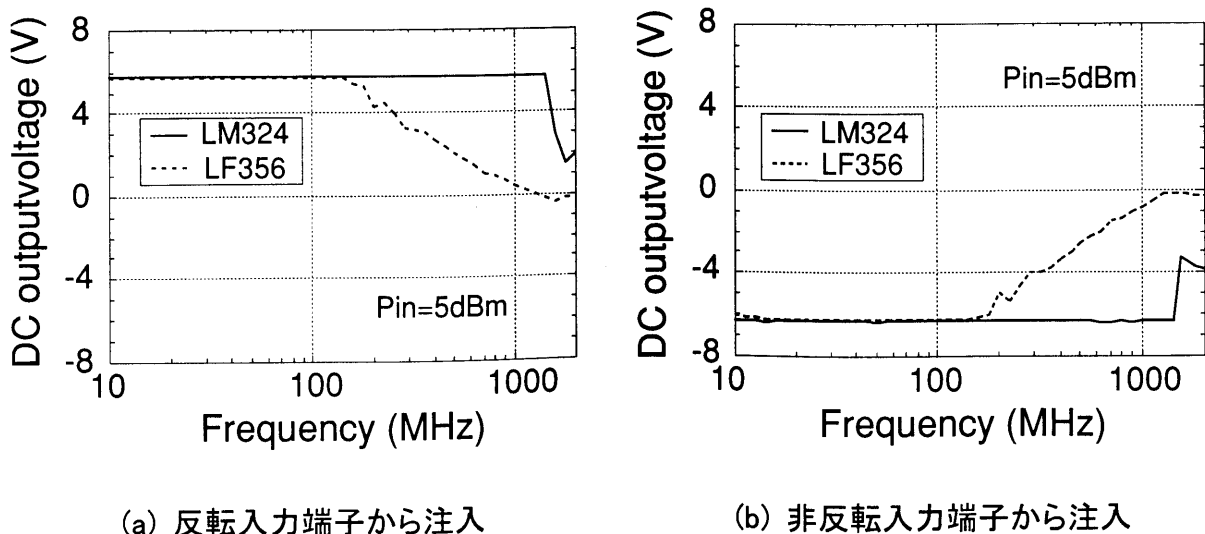 DC outputvoltage (V)
8
4
0
-4
-8
LM324
LF356
Pin=5dBm
10
100
1000
Frequency (MHz)
(a) 反転入力端子から注入
DC outputvoltage (V)
8
4
0
-4
-8
Pin=5dBm
LM324
LF356
10
100
1000
Frequency (MHz)
(b) 非反転入力端子から注入